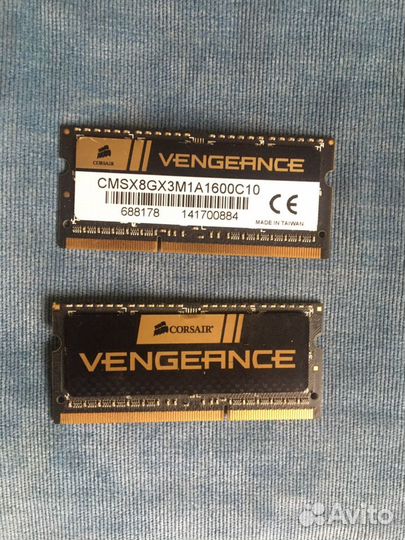 CORSAIR
VENGEANCE
CMSX8GX3M1A1600C10
688178 141700884
CE
MADE IN TAIWAN
CORSAIR
VENGEANCE
Avito